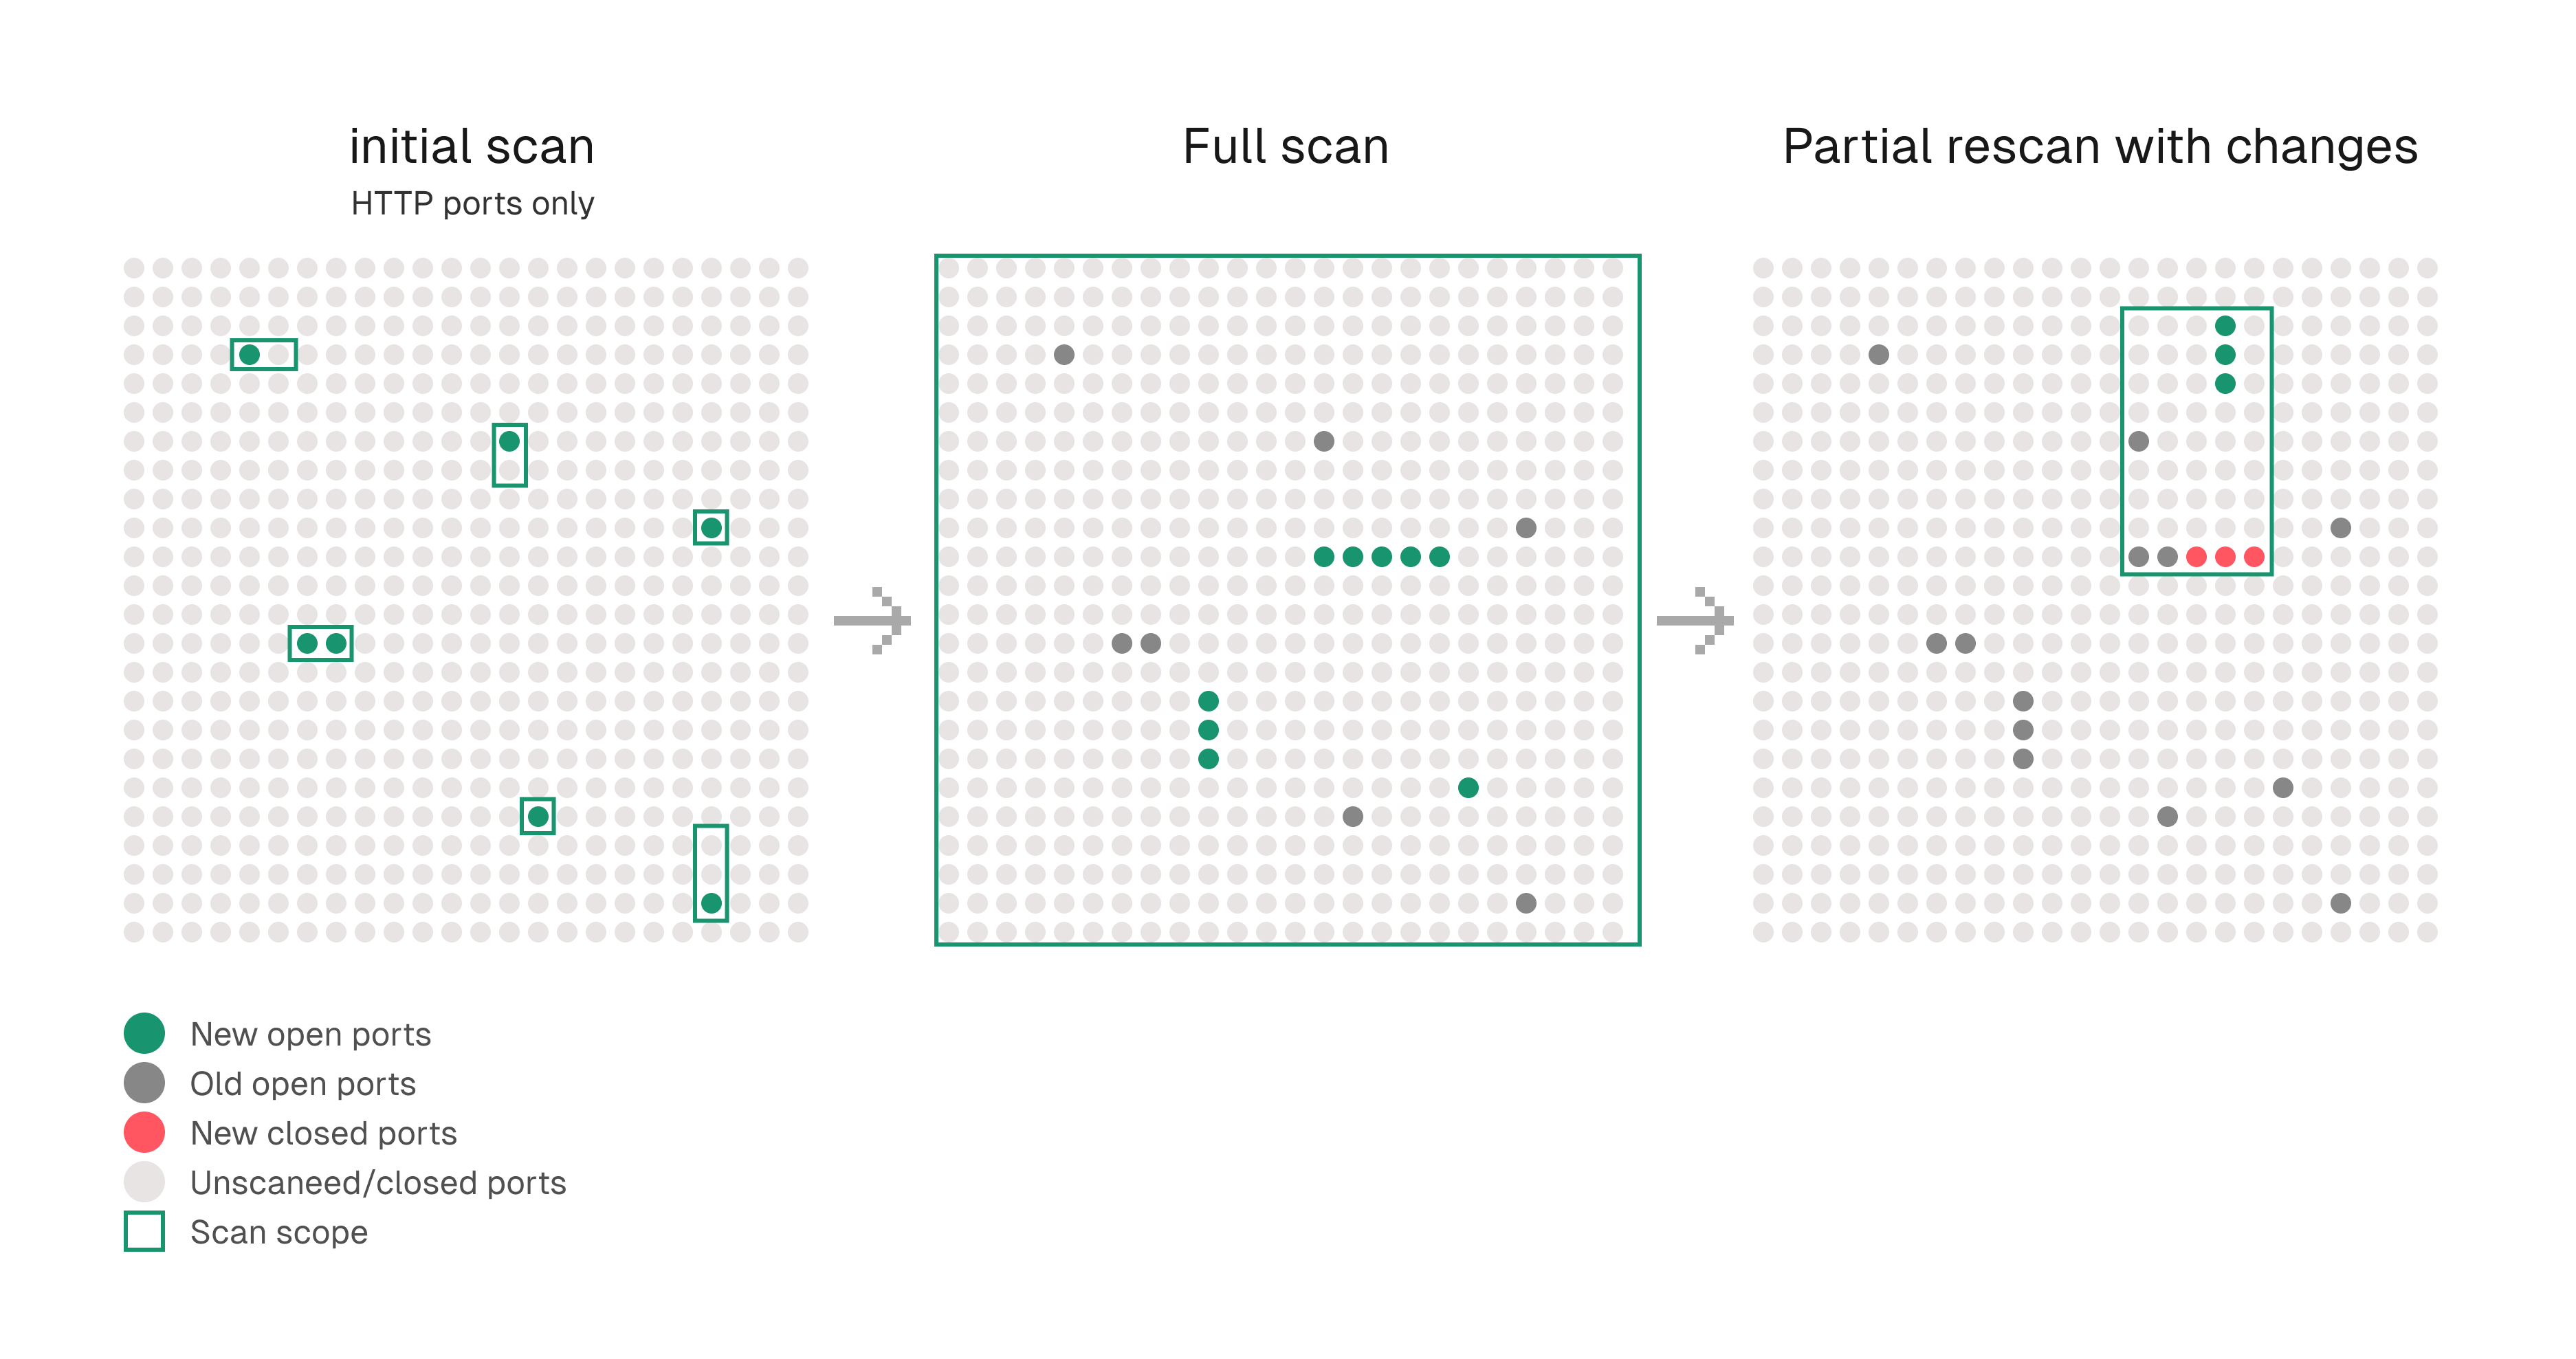 initial scan
HTTP ports only
Full scan
Partial rescan with changes
New open ports
Old open ports
New closed ports
Unscaneed/closed ports
Scan scope